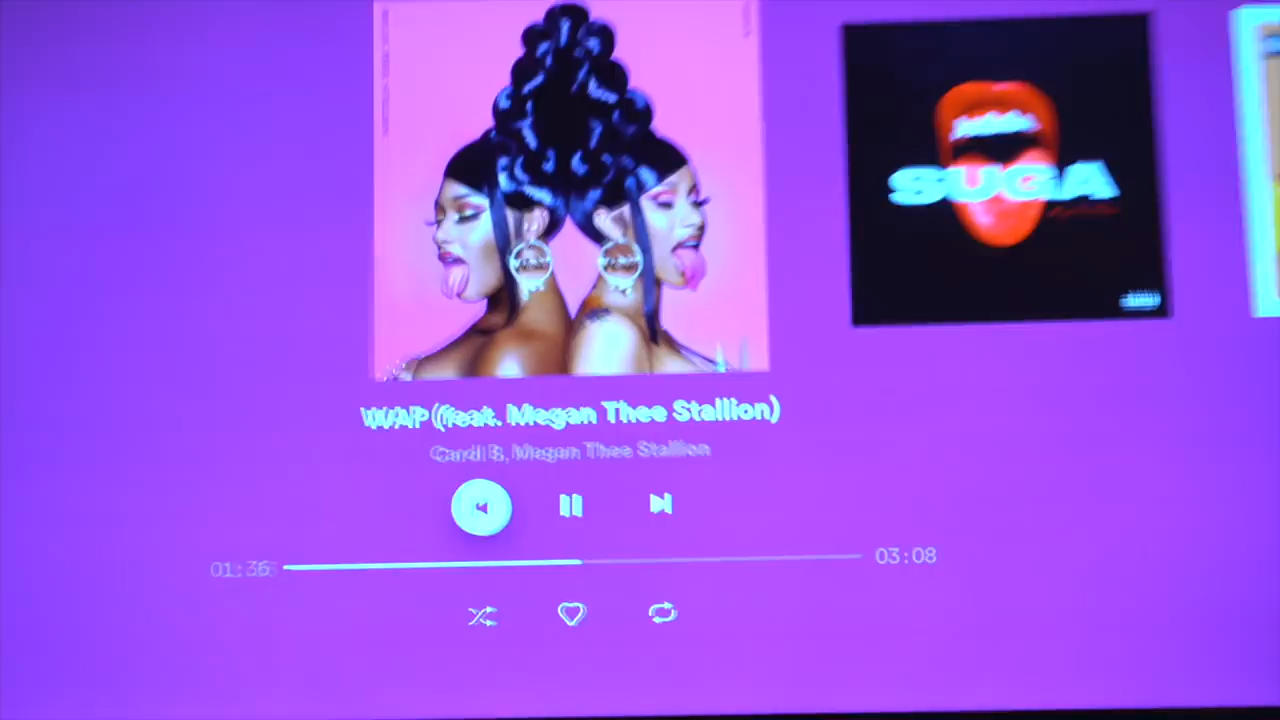 SUGA
WAP (feat. Megan Thee Stallion)
Cardi B, Megan Thee Stallion
01:36
03:08